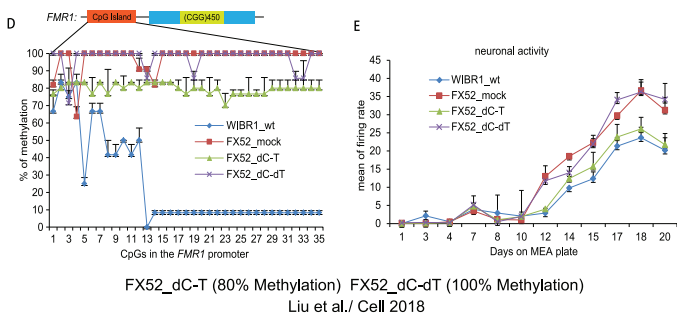 FMR1: CpG Island (CGG)450
D
% of methylation
100
90
80
70
60
50
40
30
20
10
0
WIBR1_wt
FX52_mock
FX52_dC-T
FX52_dC-dT
1 3 5 7 9 11 13 15 17 19 21 23 25 27 29 31 33 35
CpGs in the FMR1 promoter
E
neuronal activity
mean of firing rate
45
40
35
30
25
20
15
10
5
0
WIBR1_wt
FX52_mock
FX52_dC-T
FX52_dC-dT
1 3 4 7 8 10 12 14 15 17 18 20
Days on MEA plate
FX52_dC-T (80% Methylation) FX52_dC-dT (100% Methylation)
Liu et al./ Cell 2018